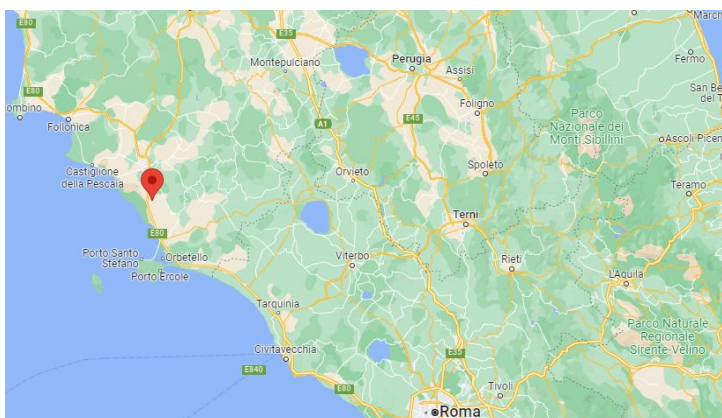 E80
E35
March
Montepulciano
Perugia
Assisi
Fermo
E80
ombino
Follonica
A1
E45
Foligno
San Be
del T
Parco
Nazionale dei
Monti Sibillini
Ascoli Picen
Castiglione
della Pescaia
Orvieto
Spoleto
Teramo
E80
Terni
Porto Santo
Stefano
Orbetello
Porto Ercole
Viterbo
Rieti
L'Aquila
Tarquinia
Parco Naturale
Regionale
Sirente-Velino
Civitavecchia
E35
E840
E80
Tivoli
Roma